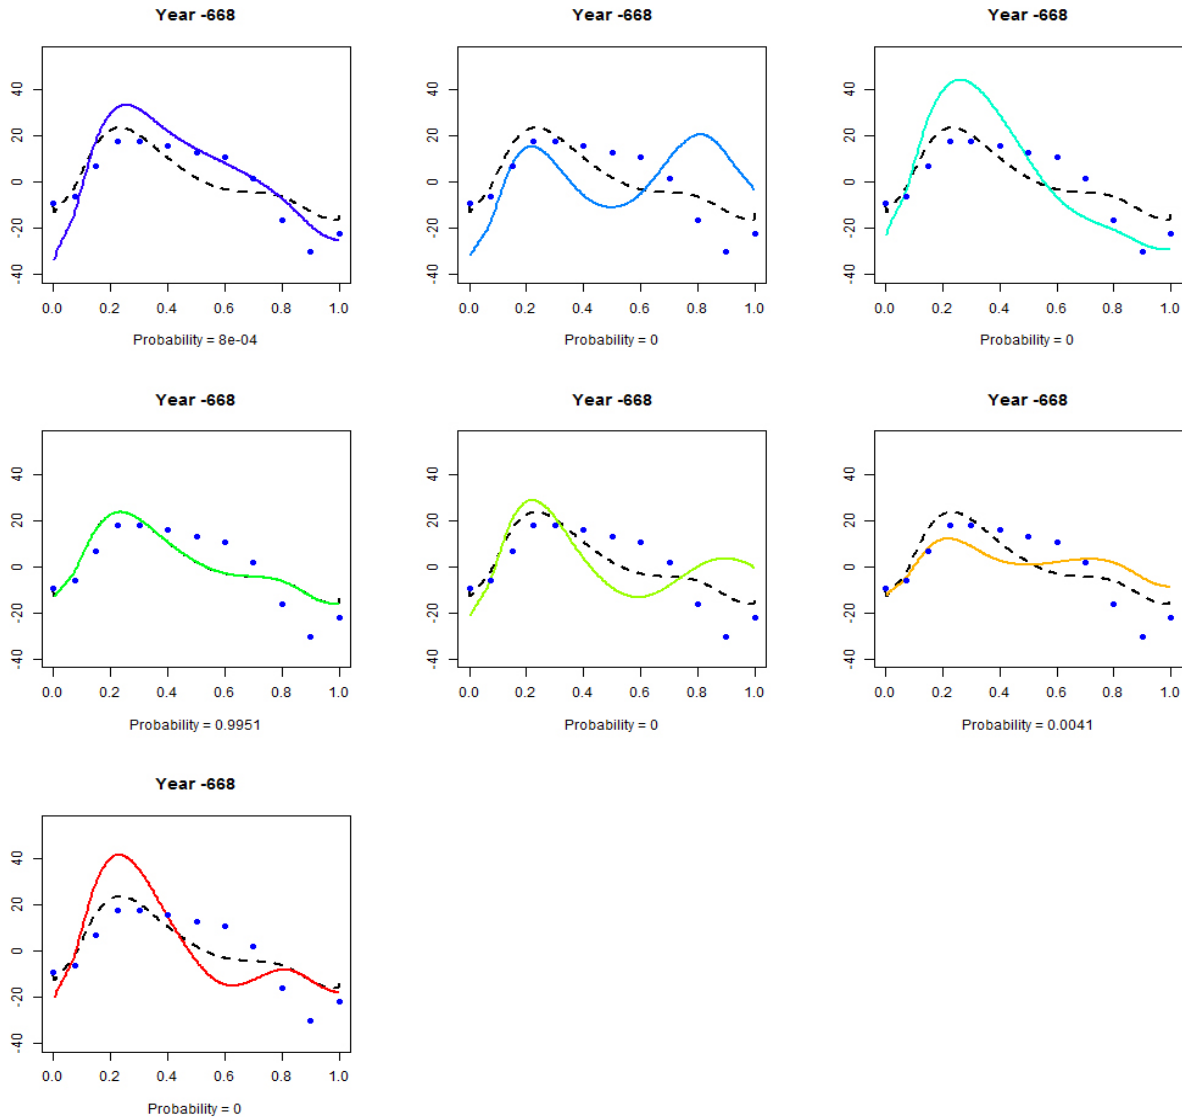 Year -668 Year -668 Year -668
40 40 40
20 20 20
0 0 0
-20 -20 -20
-40 -40 -40
0.0 0.2 0.4 0.6 0.8 1.0 0.0 0.2 0.4 0.6 0.8 1.0 0.0 0.2 0.4 0.6 0.8 1.0
Probability = 8e-04 Probability = 0 Probability = 0
Year -668 Year -668 Year -668
40 40 40
20 20 20
0 0 0
-20 -20 -20
-40 -40 -40
0.0 0.2 0.4 0.6 0.8 1.0 0.0 0.2 0.4 0.6 0.8 1.0 0.0 0.2 0.4 0.6 0.8 1.0
Probability = 0.9951 Probability = 0 Probability = 0.0041
Year -668
40
20
0
-20
-40
0.0 0.2 0.4 0.6 0.8 1.0
Probability = 0